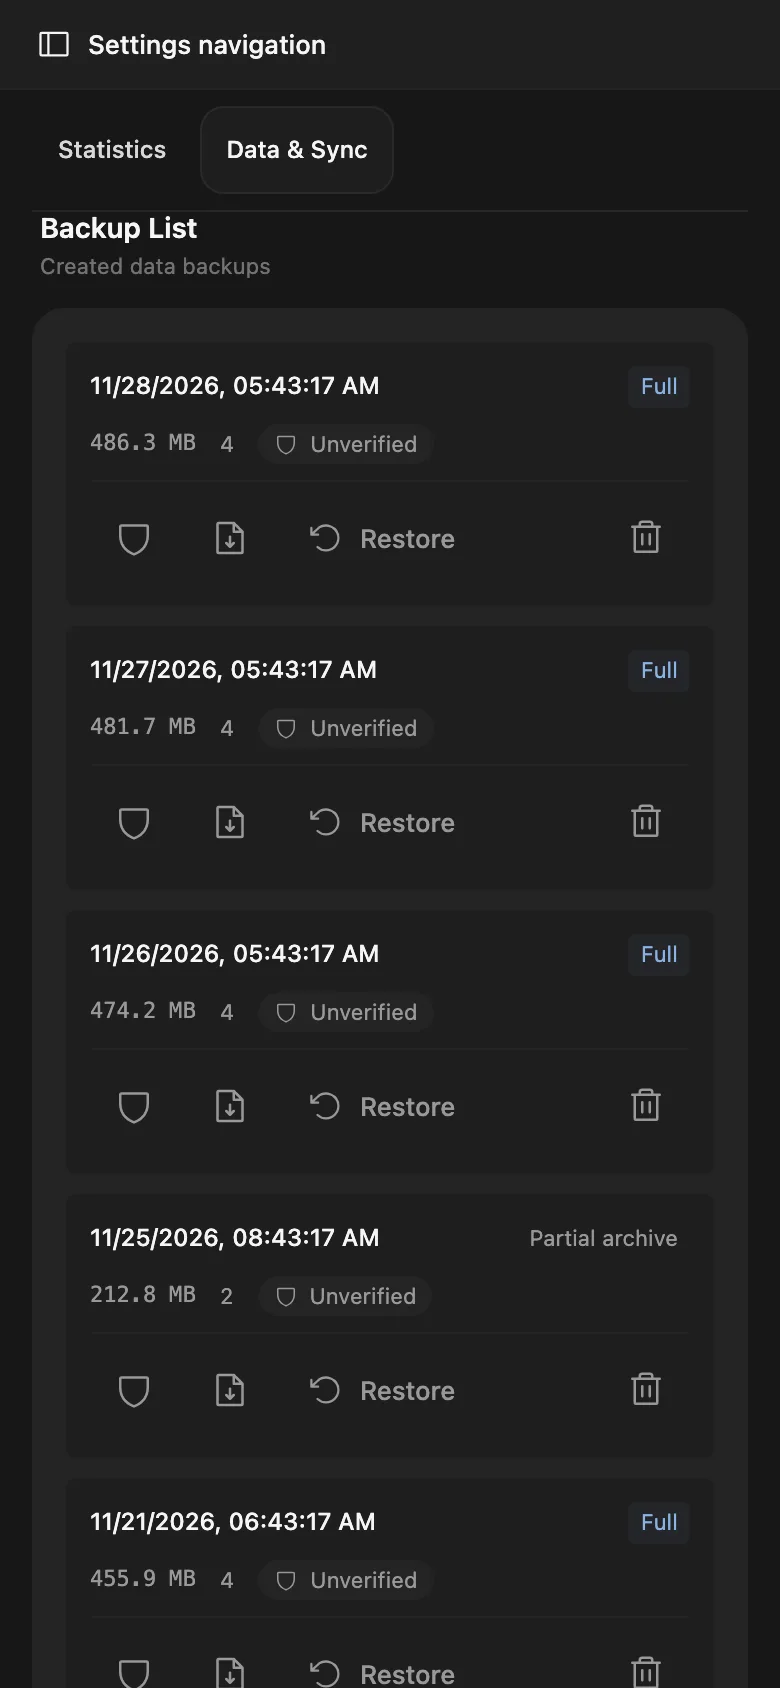 Settings navigation
Statistics
Data & Sync
Backup List
Created data backups
11/28/2026, 05:43:17 AM
Full
486.3 MB 4 Unverified
Restore
11/27/2026, 05:43:17 AM
Full
481.7 MB 4 Unverified
Restore
11/26/2026, 05:43:17 AM
Full
474.2 MB 4 Unverified
Restore
11/25/2026, 08:43:17 AM
Partial archive
212.8 MB 2 Unverified
Restore
11/21/2026, 06:43:17 AM
Full
455.9 MB 4 Unverified
Restore